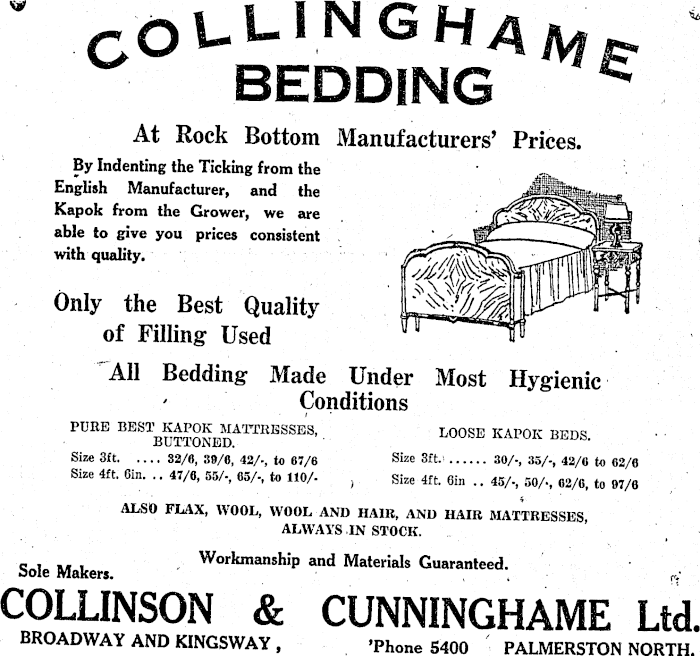 COLLINGHAME
BEDDING
At Rock Bottom Manufacturers' Prices.
By Indenting the Ticking from the
English Manufacturer, and the
Kapok from the Grower, we are
able to give you prices consistent
with quality.
Only the Best Quality
of Filling Used
All Bedding Made Under Most Hygienic
Conditions
PURE BEST KAPOK MATTRESSES,
BUTTONED.
Size 3ft. .... 32/6, 39/6, 42/-, to 67/6
Size 4ft. 6in. .. 47/6, 55/-, 65/-, to 110/-
LOOSE KAPOK BEDS.
Size 3ft. ...... 30/-, 35/-, 42/6 to 62/6
Size 4ft. 6in .. 45/-, 50/-, 62/6, to 97/6
ALSO FLAX, WOOL, WOOL AND HAIR, AND HAIR MATTRESSES,
ALWAYS IN STOCK.
Workmanship and Materials Guaranteed.
Sole Makers.
COLLINSON & CUNNINGHAME Ltd.
BROADWAY AND KINGSWAY, 'Phone 5400 PALMERSTON NORTH.